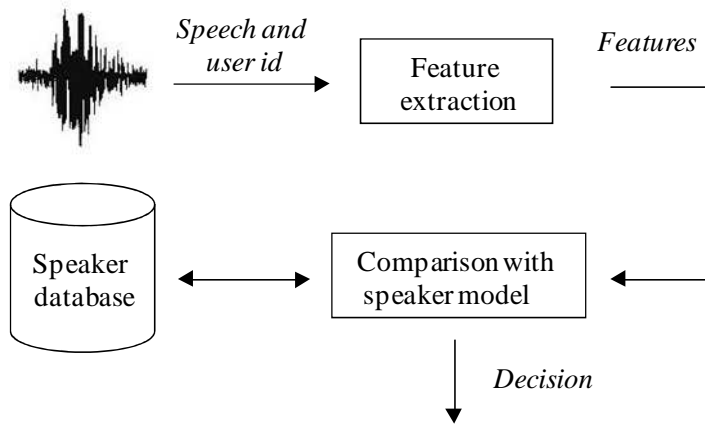 Speech and
user id
Feature
extraction
Features
Speaker
database
Comparison with
speaker model
Decision